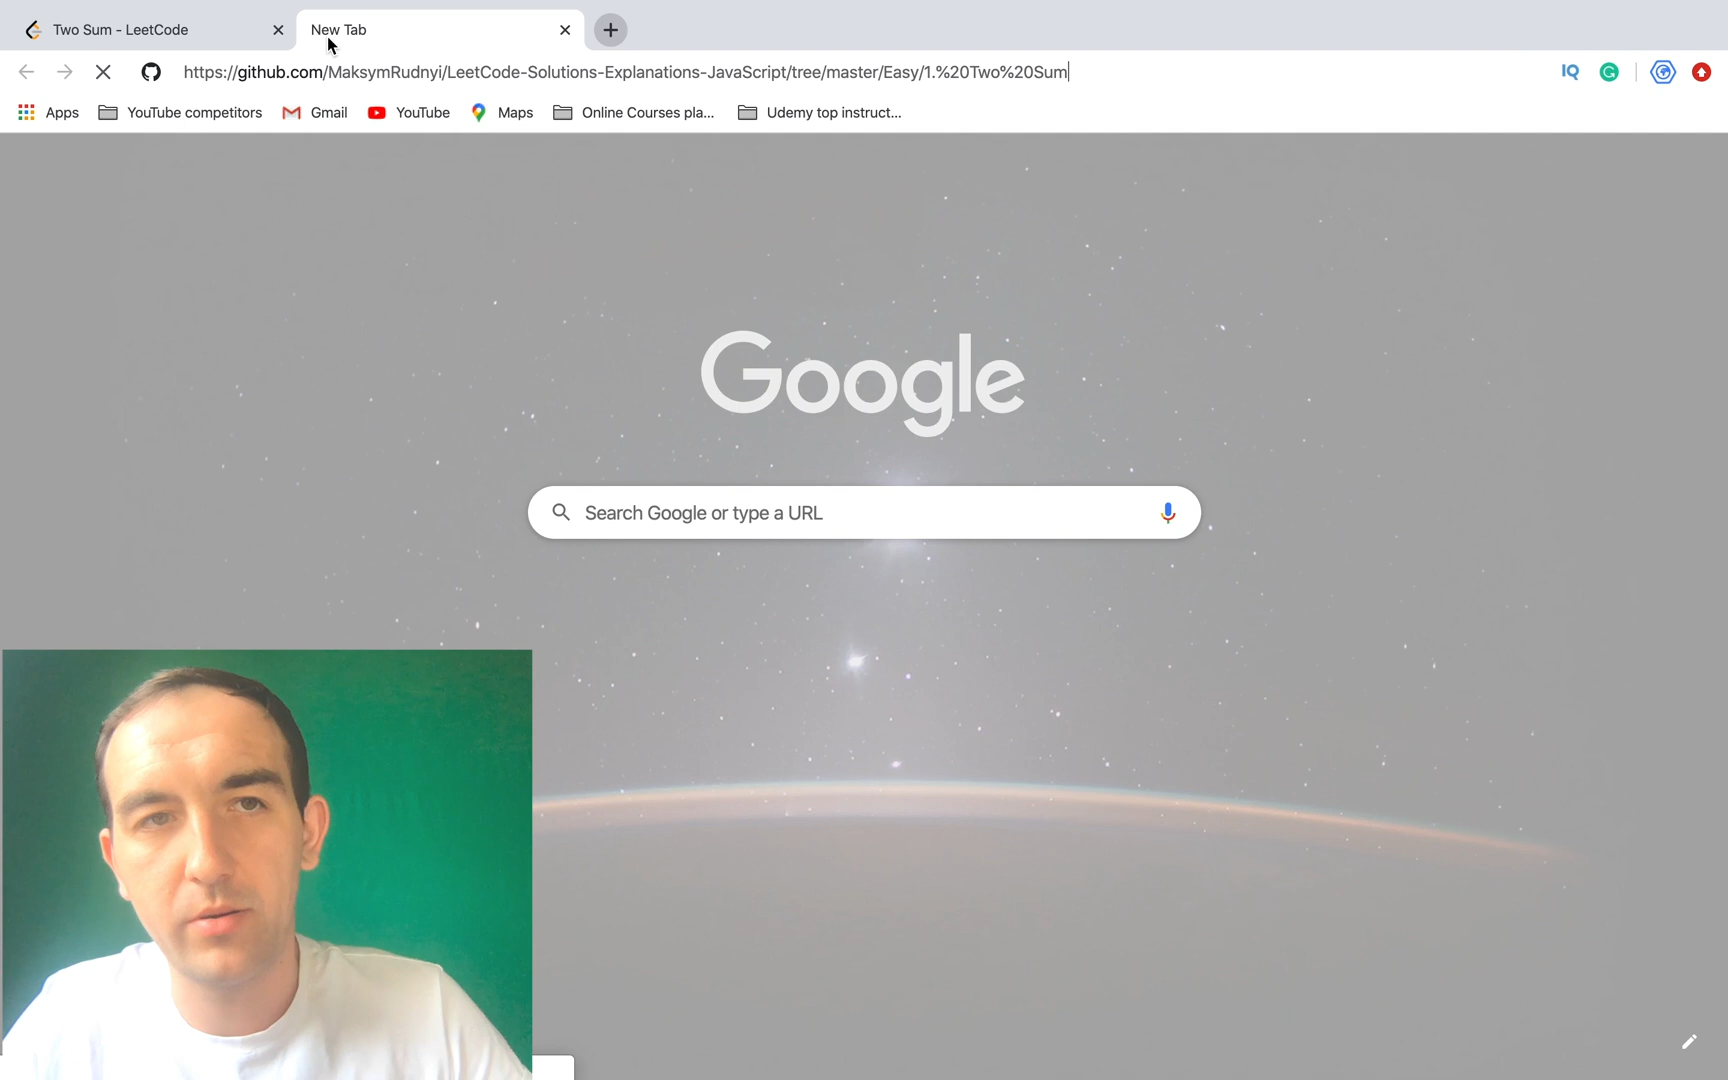 Two Sum - LeetCode
New Tab
https://github.com/MaksymRudnyi/LeetCode-Solutions-Explanations-JavaScript/tree/master/Easy/1.%20Two%20Sum
IQ
Apps
YouTube competitors
Gmail
YouTube
Maps
Online Courses pla...
Udemy top instruct...
Google
Search Google or type a URL